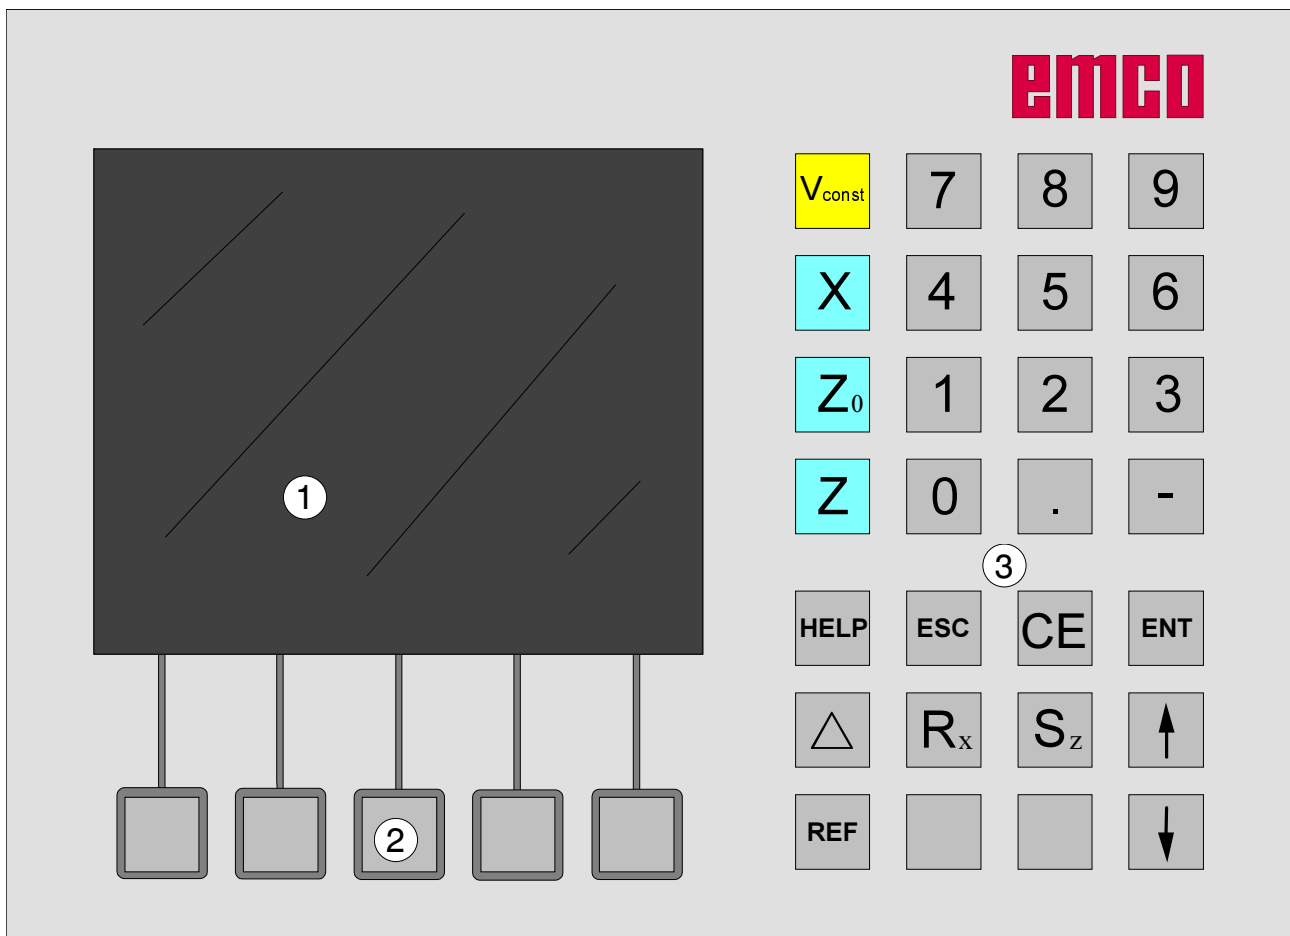 emco
Vconst 7 8 9
X 4 5 6
Z0 1 2 3
1
Z 0 . -
3
HELP ESC CE ENT
△ Rx Sz ↑
2
REF ↓